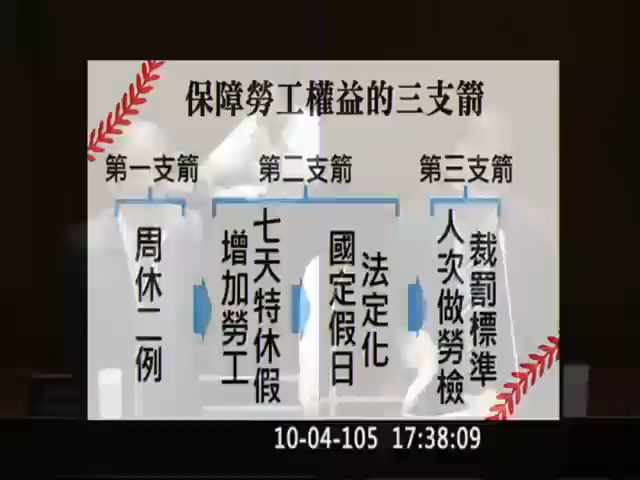 保障勞工權益的三支箭
第一支箭
第二支箭
第三支箭
周休二例
增加勞工
七天特休假
國定假日
法定化
人次做勞檢
裁罰標準
10-04-105 17:38:09